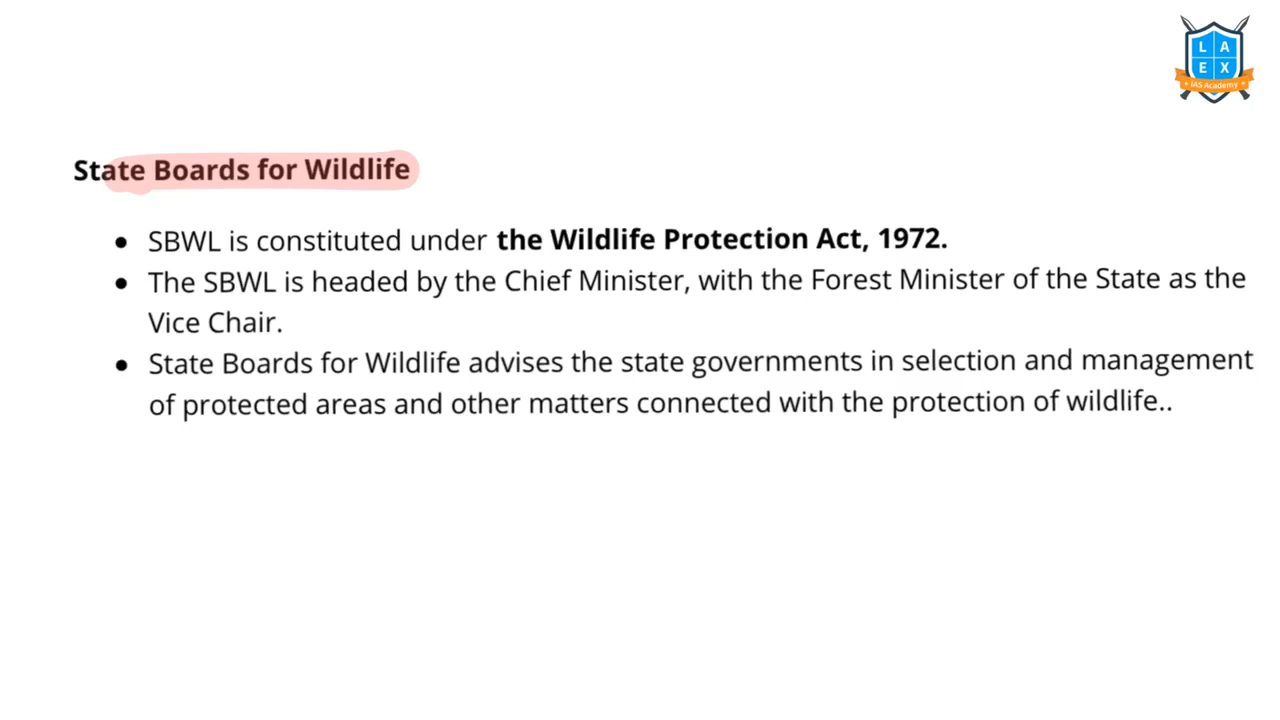 L A
E X
IAS Academy
State Boards for Wildlife
● SBWL is constituted under the Wildlife Protection Act, 1972.
● The SBWL is headed by the Chief Minister, with the Forest Minister of the State as the
Vice Chair.
● State Boards for Wildlife advises the state governments in selection and management
of protected areas and other matters connected with the protection of wildlife..